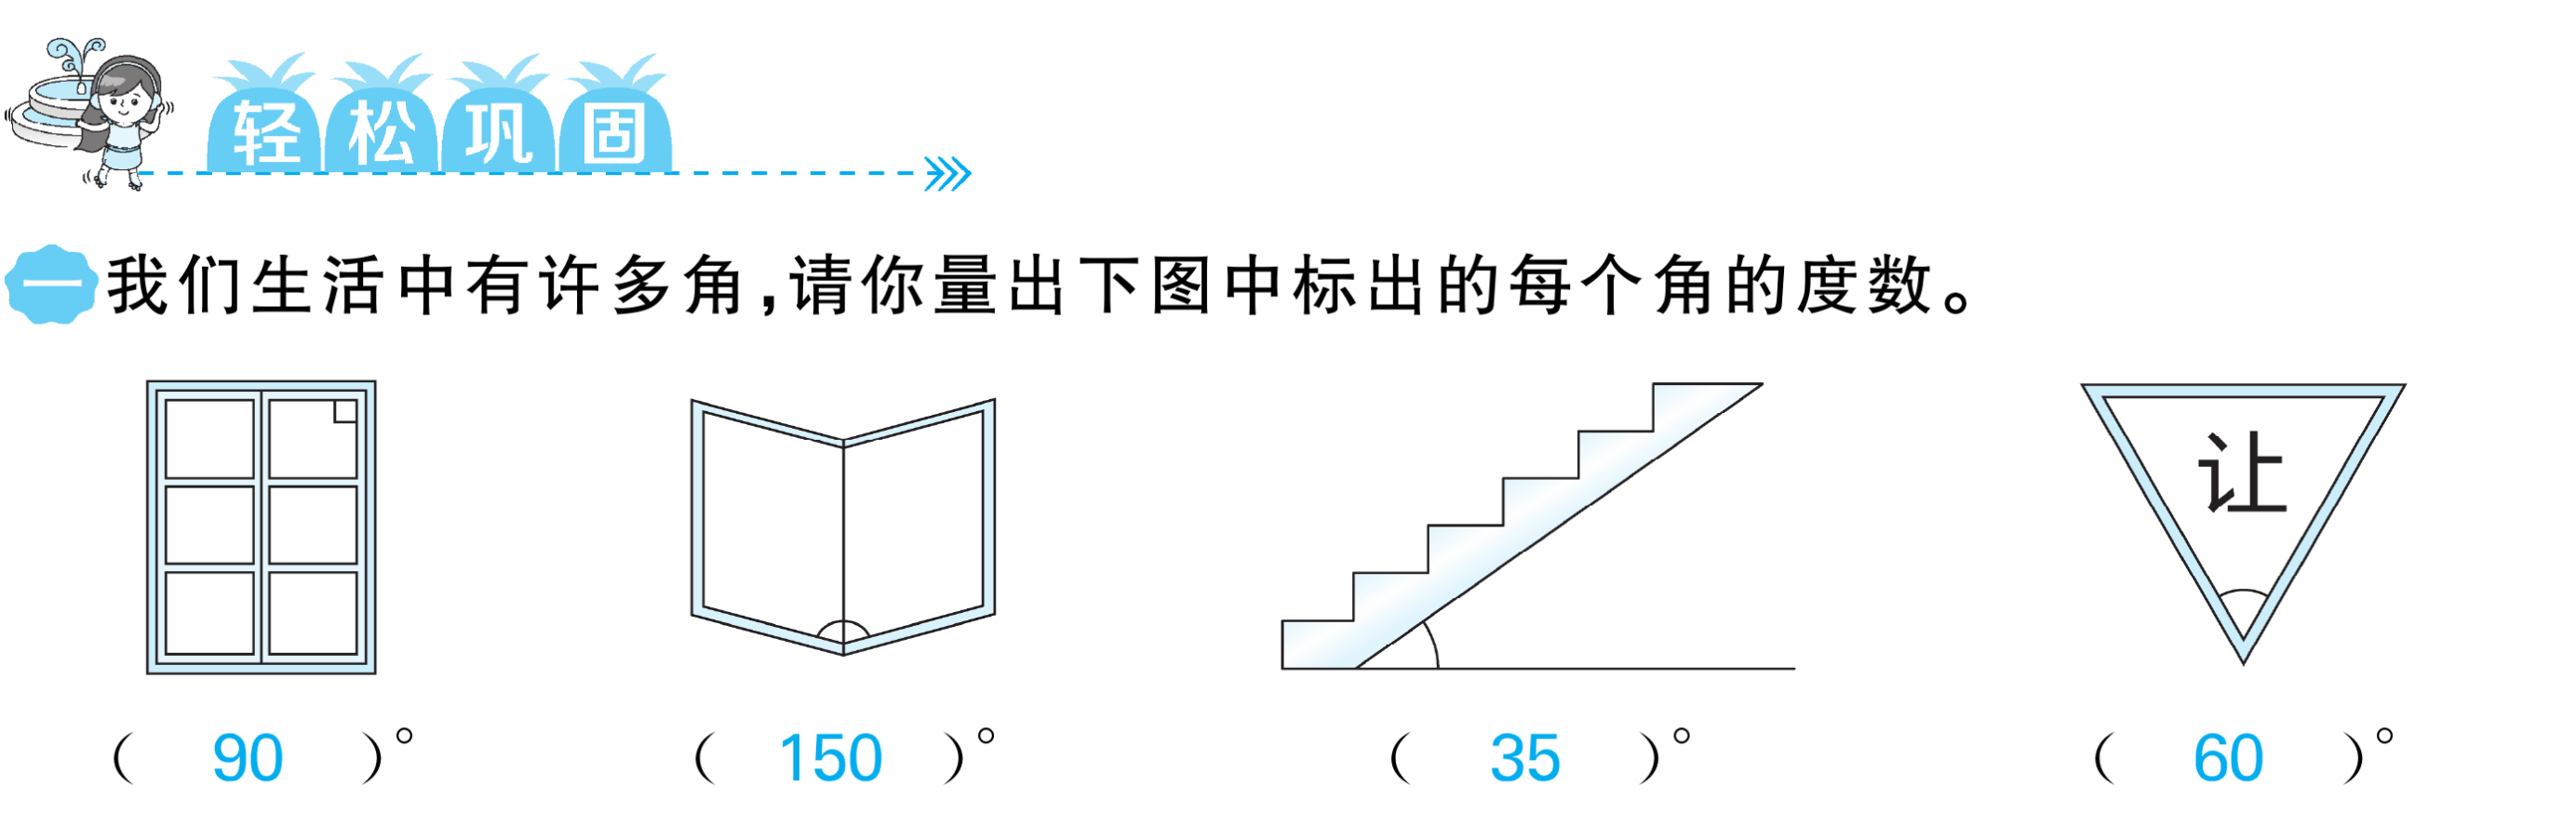 轻松巩固
一 我们生活中有许多角,请你量出下图中标出的每个角的度数。
让
( 90 )° ( 150 )° ( 35 )° ( 60 )°